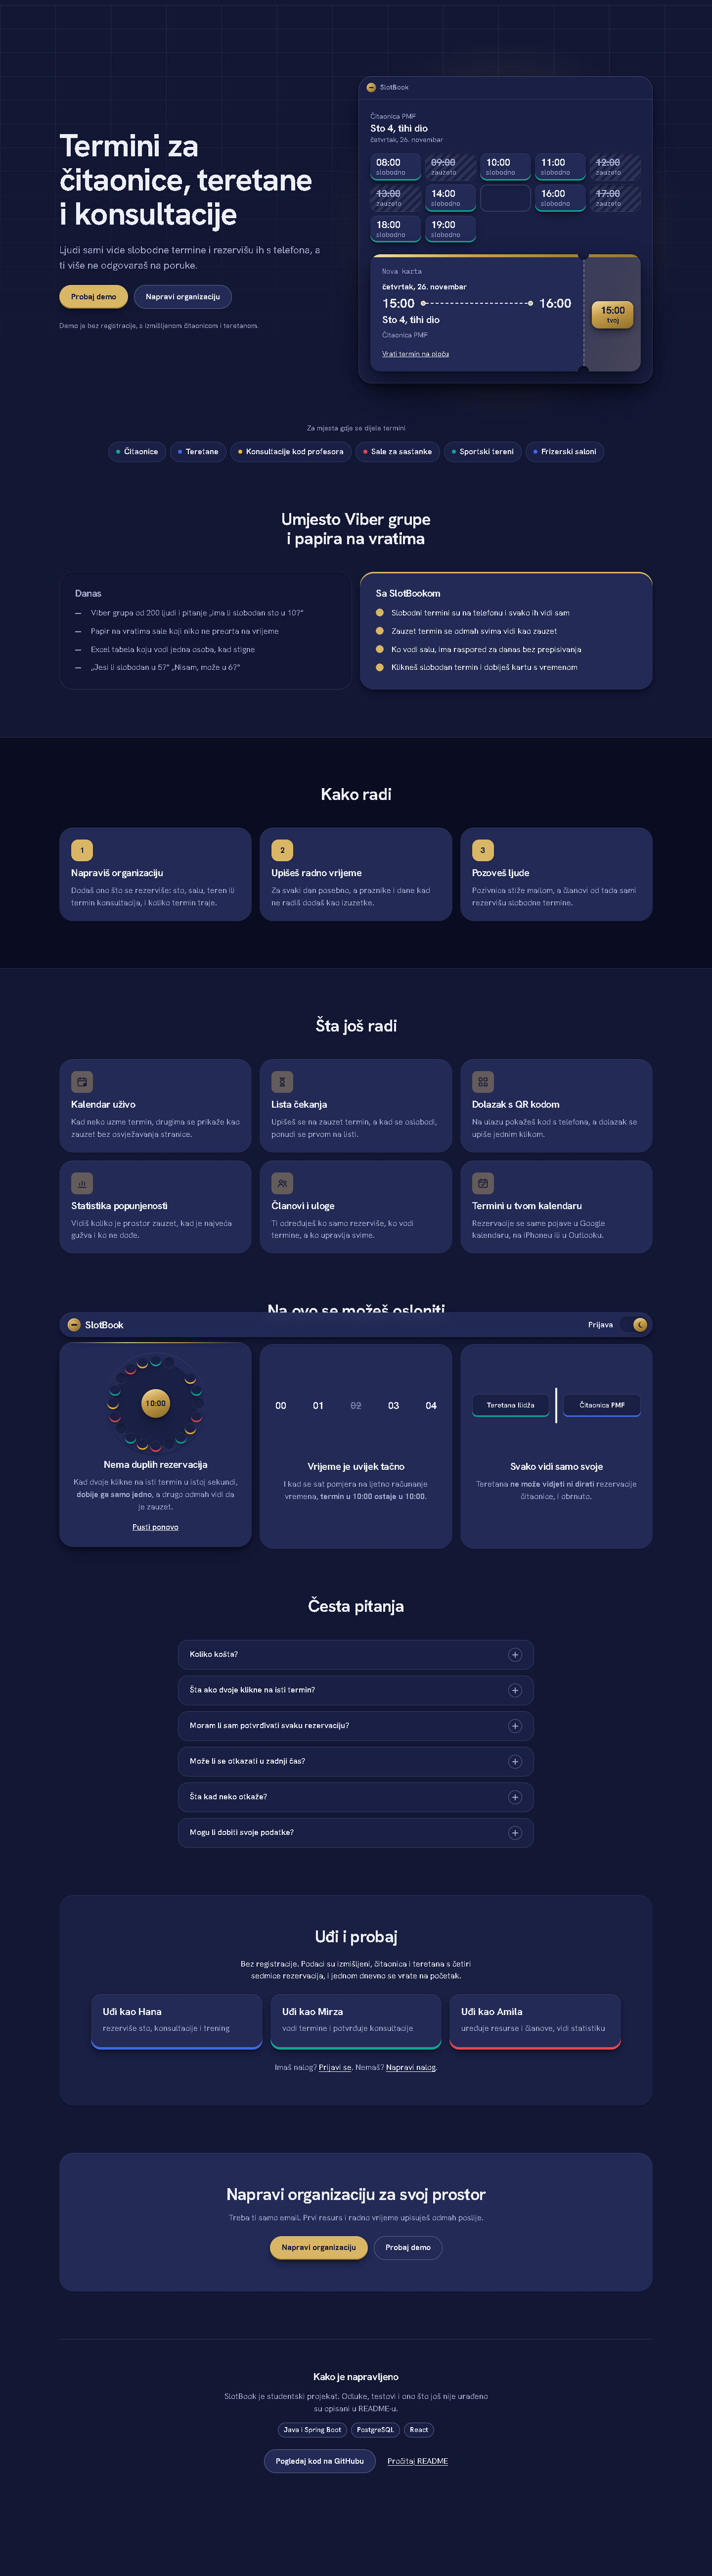 SlotBook
Termini za
čitaonice, teretane
i konsultacije
Ljudi sami vide slobodne termine i rezervišu ih s telefona, a
ti više ne odgovaraš na poruke.
Probaj demo
Napravi organizaciju
Demo je bez registracije, s izmišljenom čitaonicom i teretanom.
Čitaonica PMF
Sto 4, tihi dio
četvrtak, 26. novembar
08:00 09:00 10:00 11:00 12:00
slobodno zauzeto slobodno slobodno zauzeto
13:00 14:00 16:00 17:00
zauzeto slobodno slobodno zauzeto
18:00 19:00
slobodno slobodno
Nova karta
četvrtak, 26. novembar
15:00 16:00
Sto 4, tihi dio
Čitaonica PMF
Vrati termin na ploču
15:00
tvoj
Za mjesta gdje se dijele termini
Čitaonice Teretane Konsultacije kod profesora Sale za sastanke Sportski tereni Frizerski saloni
Umjesto Viber grupe
i papira na vratima
Danas
— Viber grupa od 200 ljudi i pitanje „ima li slobodan sto u 10?”
— Papir na vratima sale koji niko ne precrta na vrijeme
— Excel tabela koju vodi jedna osoba, kad stigne
— „Jesi li slobodan u 5?” „Nisam, može u 6?”
Sa SlotBookom
Slobodni termini su na telefonu i svako ih vidi sam
Zauzet termin se odmah svima vidi kao zauzet
Ko vodi salu, ima raspored za danas bez prepisivanja
Klikneš slobodan termin i dobiješ kartu s vremenom
Kako radi
1
Napraviš organizaciju
Dodaš ono što se rezerviše: sto, salu, teren ili
termin konsultacija, i koliko termin traje.
2
Upišeš radno vrijeme
Za svaki dan posebno, a praznike i dane kad
ne radiš dodaš kao izuzetke.
3
Pozoveš ljude
Pozivnica stiže mailom, a članovi od tada sami
rezervišu slobodne termine.
Šta još radi
Kalendar uživo
Kad neko uzme termin, drugima se prikaže kao
zauzet bez osvježavanja stranice.
Lista čekanja
Upišeš se na zauzet termin, a kad se oslobodi,
ponudi se prvom na listi.
Dolazak s QR kodom
Na ulazu pokažeš kod s telefona, a dolazak se
upiše jednim klikom.
Statistika popunjenosti
Vidiš koliko je prostor zauzet, kad je najveća
gužva i ko ne dođe.
Članovi i uloge
Ti određuješ ko samo rezerviše, ko vodi
termine, a ko upravlja svime.
Termini u tvom kalendaru
Rezervacije se same pojave u Google
kalendaru, na iPhoneu ili u Outlooku.
Na ovo se možeš osloniti
SlotBook
Prijava
10:00
Nema duplih rezervacija
Kad dvoje klikne na isti termin u istoj sekundi,
dobije ga samo jedno, a drugo odmah vidi da
je zauzet.
Pusti ponovo
00 01 02 03 04
Vrijeme je uvijek tačno
I kad se sat pomjera na ljetno računanje
vremena, termin u 10:00 ostaje u 10:00.
Teretana Ilidža
Čitaonica PMF
Svako vidi samo svoje
Teretana ne može vidjeti ni dirati rezervacije
čitaonice, i obrnuto.
Česta pitanja
Koliko košta?
Šta ako dvoje klikne na isti termin?
Moram li sam potvrđivati svaku rezervaciju?
Može li se otkazati u zadnji čas?
Šta kad neko otkaže?
Mogu li dobiti svoje podatke?
Uđi i probaj
Bez registracije. Podaci su izmišljeni, čitaonica i teretana s četiri
sedmice rezervacija, i jednom dnevno se vrate na početak.
Uđi kao Hana
rezerviše sto, konsultacije i trening
Uđi kao Mirza
vodi termine i potvrđuje konsultacije
Uđi kao Amila
uređuje resurse i članove, vidi statistiku
Imaš nalog? Prijavi se. Nemaš? Napravi nalog.
Napravi organizaciju za svoj prostor
Treba ti samo email. Prvi resurs i radno vrijeme upisuješ odmah poslije.
Napravi organizaciju
Probaj demo
Kako je napravljeno
SlotBook je studentski projekat. Odluke, testovi i ono što još nije urađeno
su opisani u README-u.
Java i Spring Boot PostgreSQL React
Pogledaj kod na GitHubu
Pročitaj README